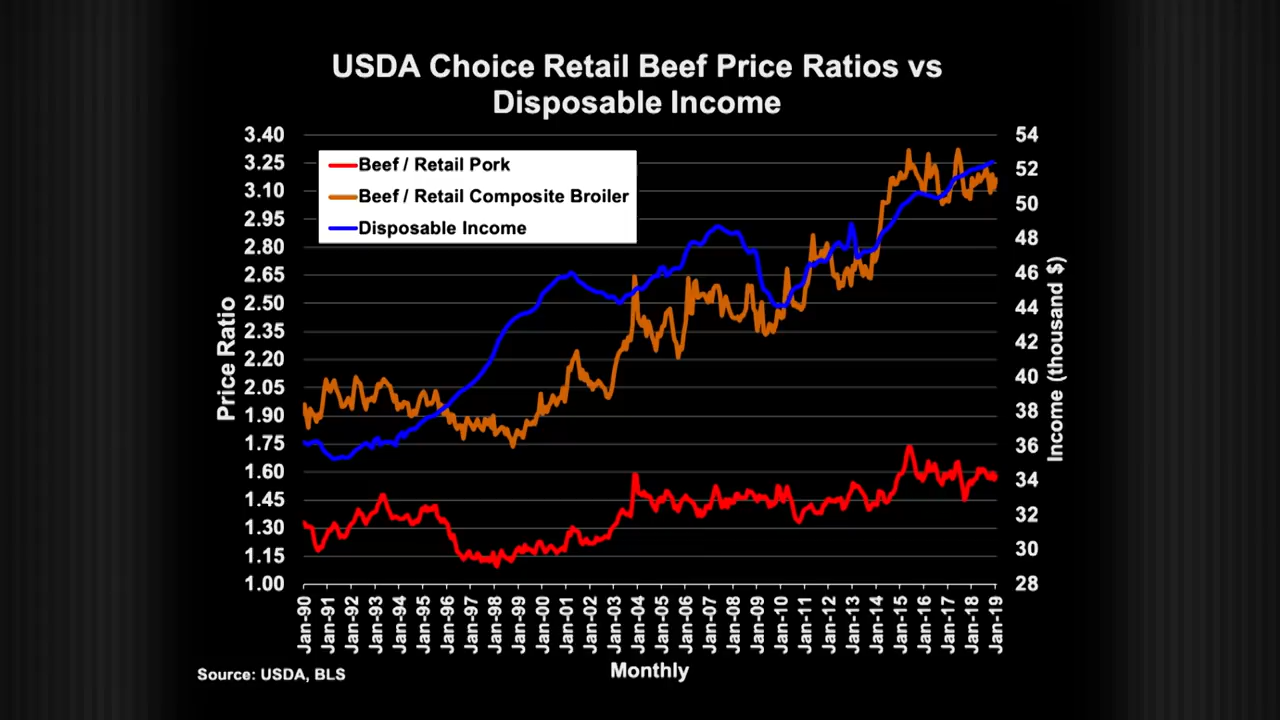 USDA Choice Retail Beef Price Ratios vs
Disposable Income
3.40
3.25
3.10
2.95
2.80
2.65
2.50
2.35
2.20
2.05
1.90
1.75
1.60
1.45
1.30
1.15
1.00
Price Ratio
Beef / Retail Pork
Beef / Retail Composite Broiler
Disposable Income
54
52
50
48
46
44
42
40
38
36
34
32
30
28
Income (thousand $)
Jan-90
Jan-91
Jan-92
Jan-93
Jan-94
Jan-95
Jan-96
Jan-97
Jan-98
Jan-99
Jan-00
Jan-01
Jan-02
Jan-03
Jan-04
Jan-05
Jan-06
Jan-07
Jan-08
Jan-09
Jan-10
Jan-11
Jan-12
Jan-13
Jan-14
Jan-15
Jan-16
Jan-17
Jan-18
Jan-19
Monthly
Source: USDA, BLS